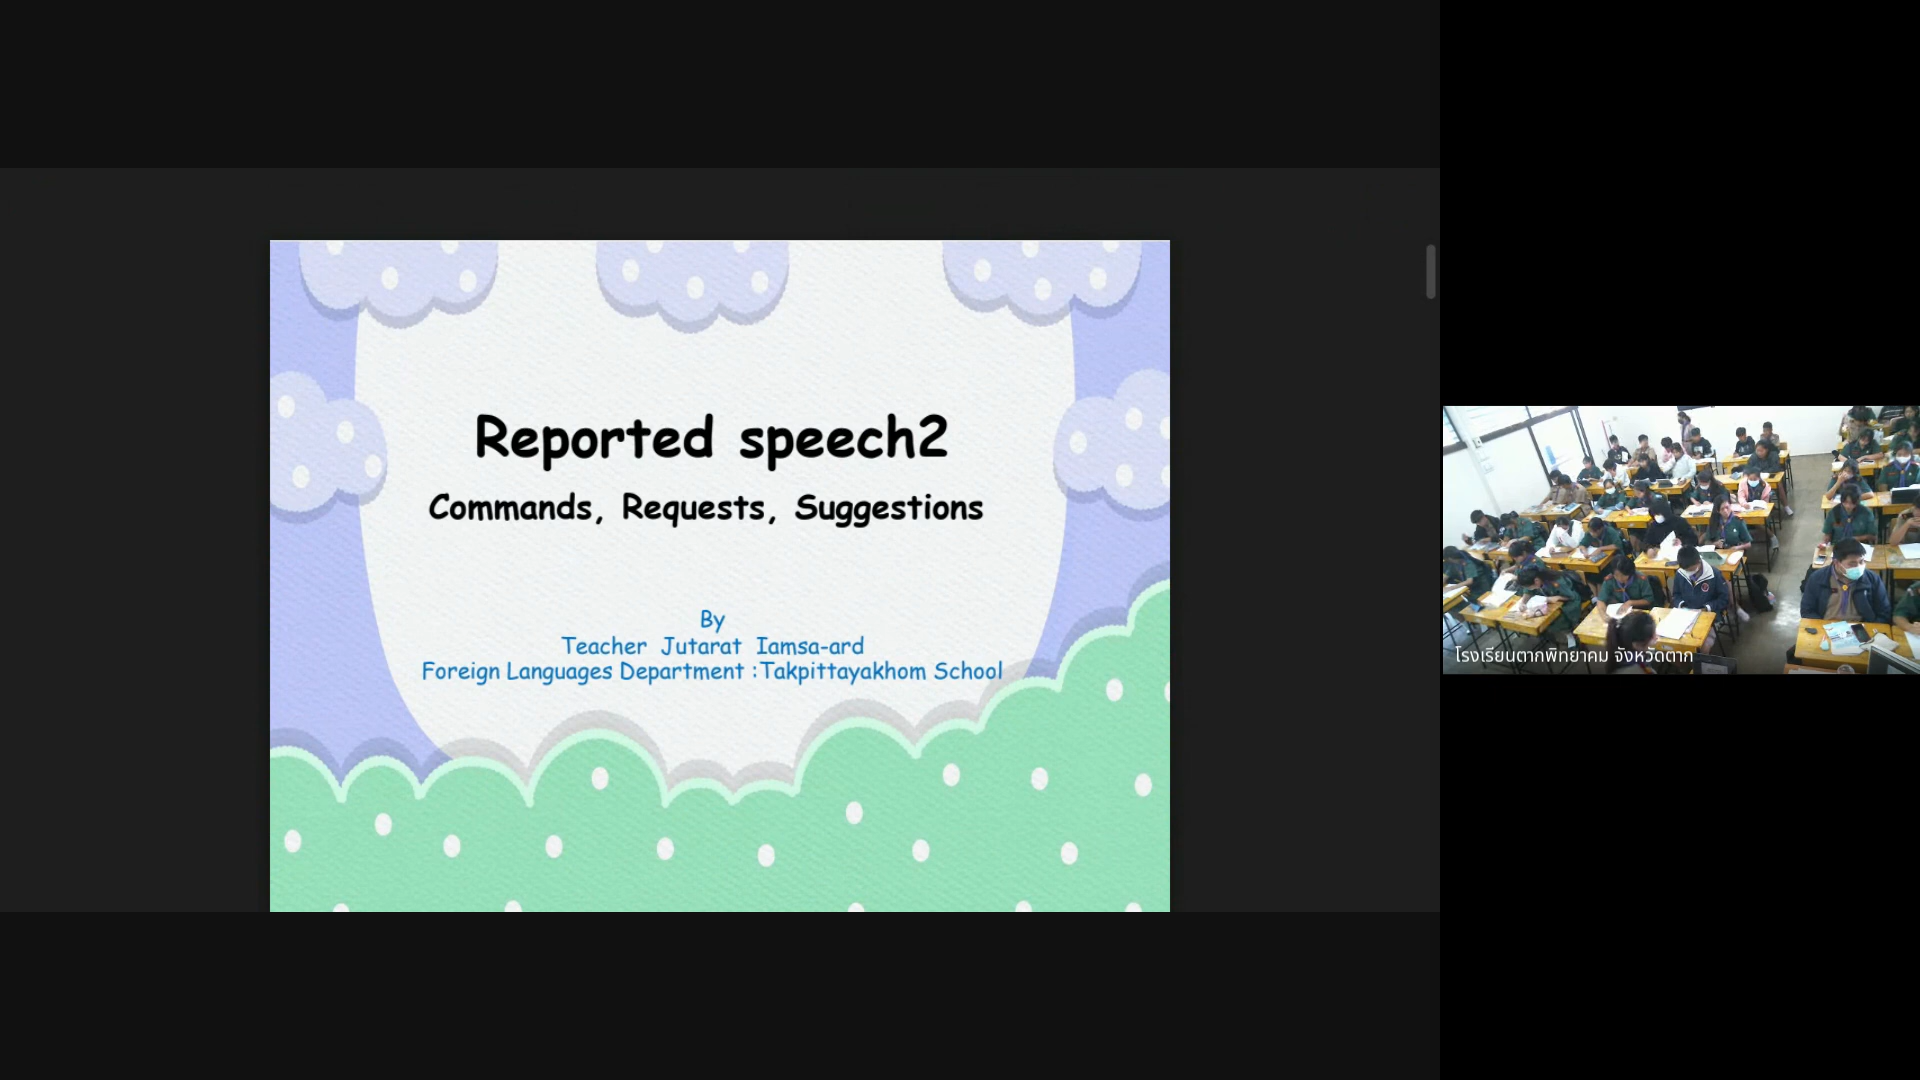 Reported speech2
Commands, Requests, Suggestions
By
Teacher Jutarat Iamsa-ard
Foreign Languages Department :Takpittayakhom School
โรงเรียนตากพิทยาคม จังหวัดตาก